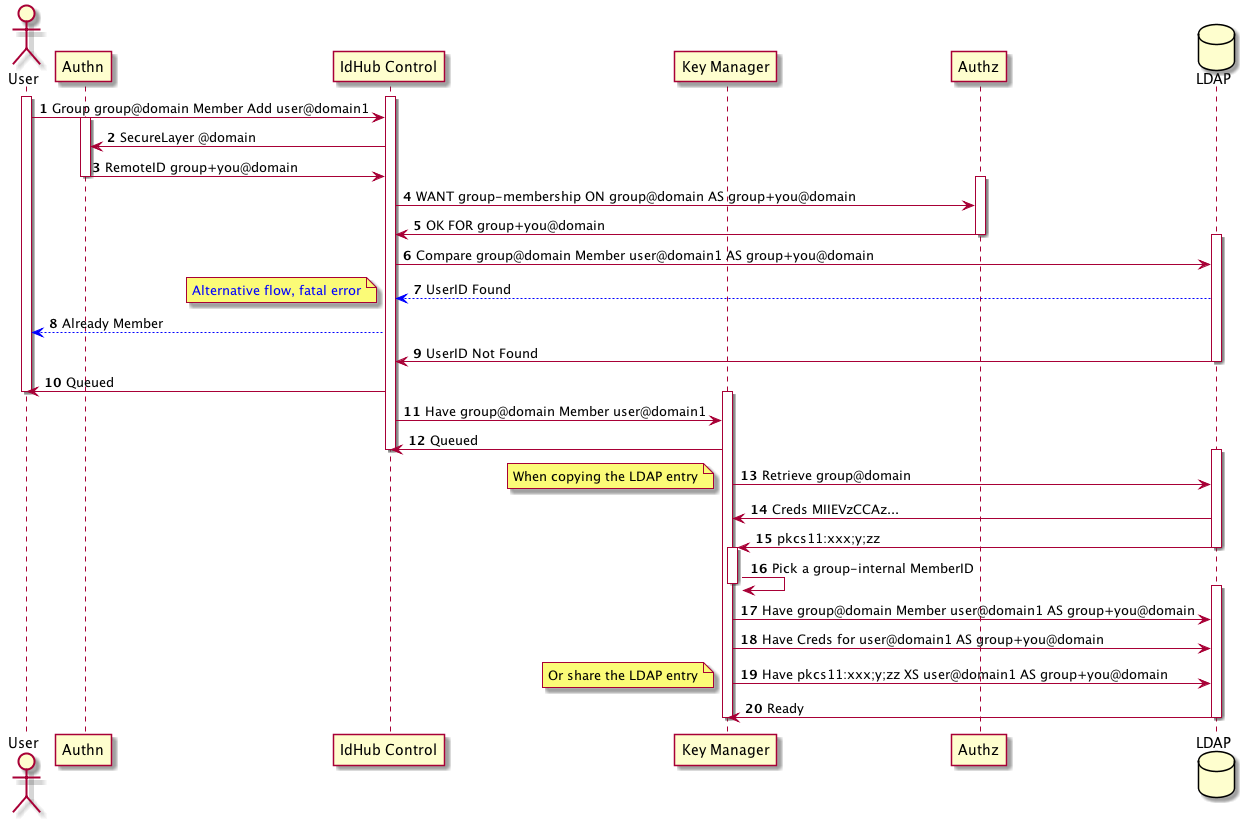 User
Authn
IdHub Control
Key Manager
Authz
LDAP
1 Group group@domain Member Add user@domain1
2 SecureLayer @domain
3 RemoteID group+you@domain
4 WANT group-membership ON group@domain AS group+you@domain
5 OK FOR group+you@domain
6 Compare group@domain Member user@domain1 AS group+you@domain
Alternative flow, fatal error
7 UserID Found
8 Already Member
9 UserID Not Found
10 Queued
11 Have group@domain Member user@domain1
12 Queued
When copying the LDAP entry
13 Retrieve group@domain
14 Creds MIIEVzCCAz...
15 pkcs11:xxx;y;zz
16 Pick a group-internal MemberID
17 Have group@domain Member user@domain1 AS group+you@domain
18 Have Creds for user@domain1 AS group+you@domain
Or share the LDAP entry
19 Have pkcs11:xxx;y;zz XS user@domain1 AS group+you@domain
20 Ready
User
Authn
IdHub Control
Key Manager
Authz
LDAP